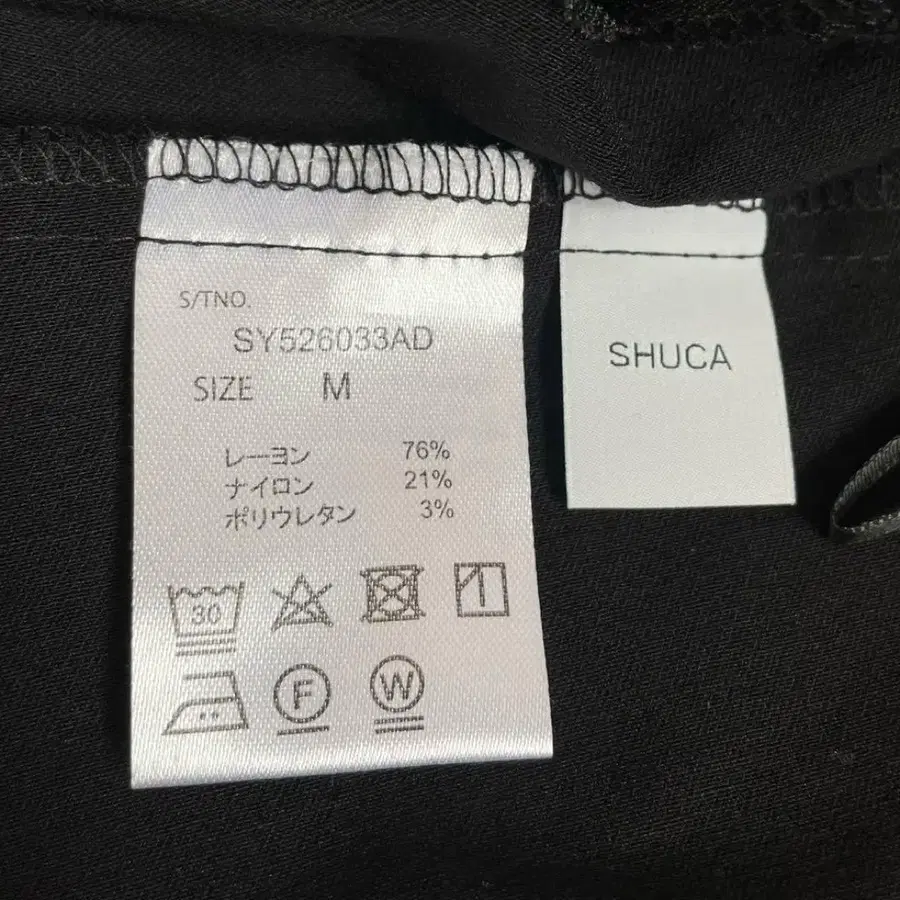 S/TNO.
SY526033AD
SIZE M
レーヨン 76%
ナイロン 21%
ポリウレタン 3%
30
F
W
SHUCA